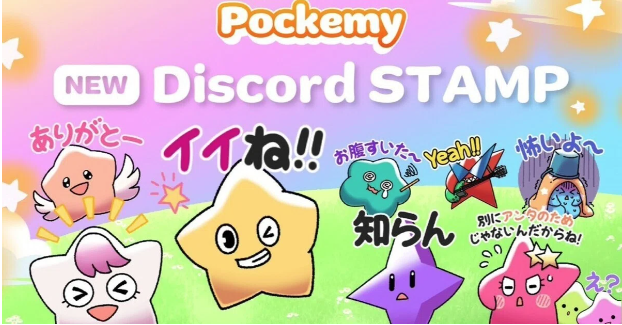 Pockemy
NEW Discord STAMP
ありがとー
イイね!!
お腹すいた〜
Yeah!!
怖いよ〜
知らん
別にアンタのため
じゃないんだからね!
え?